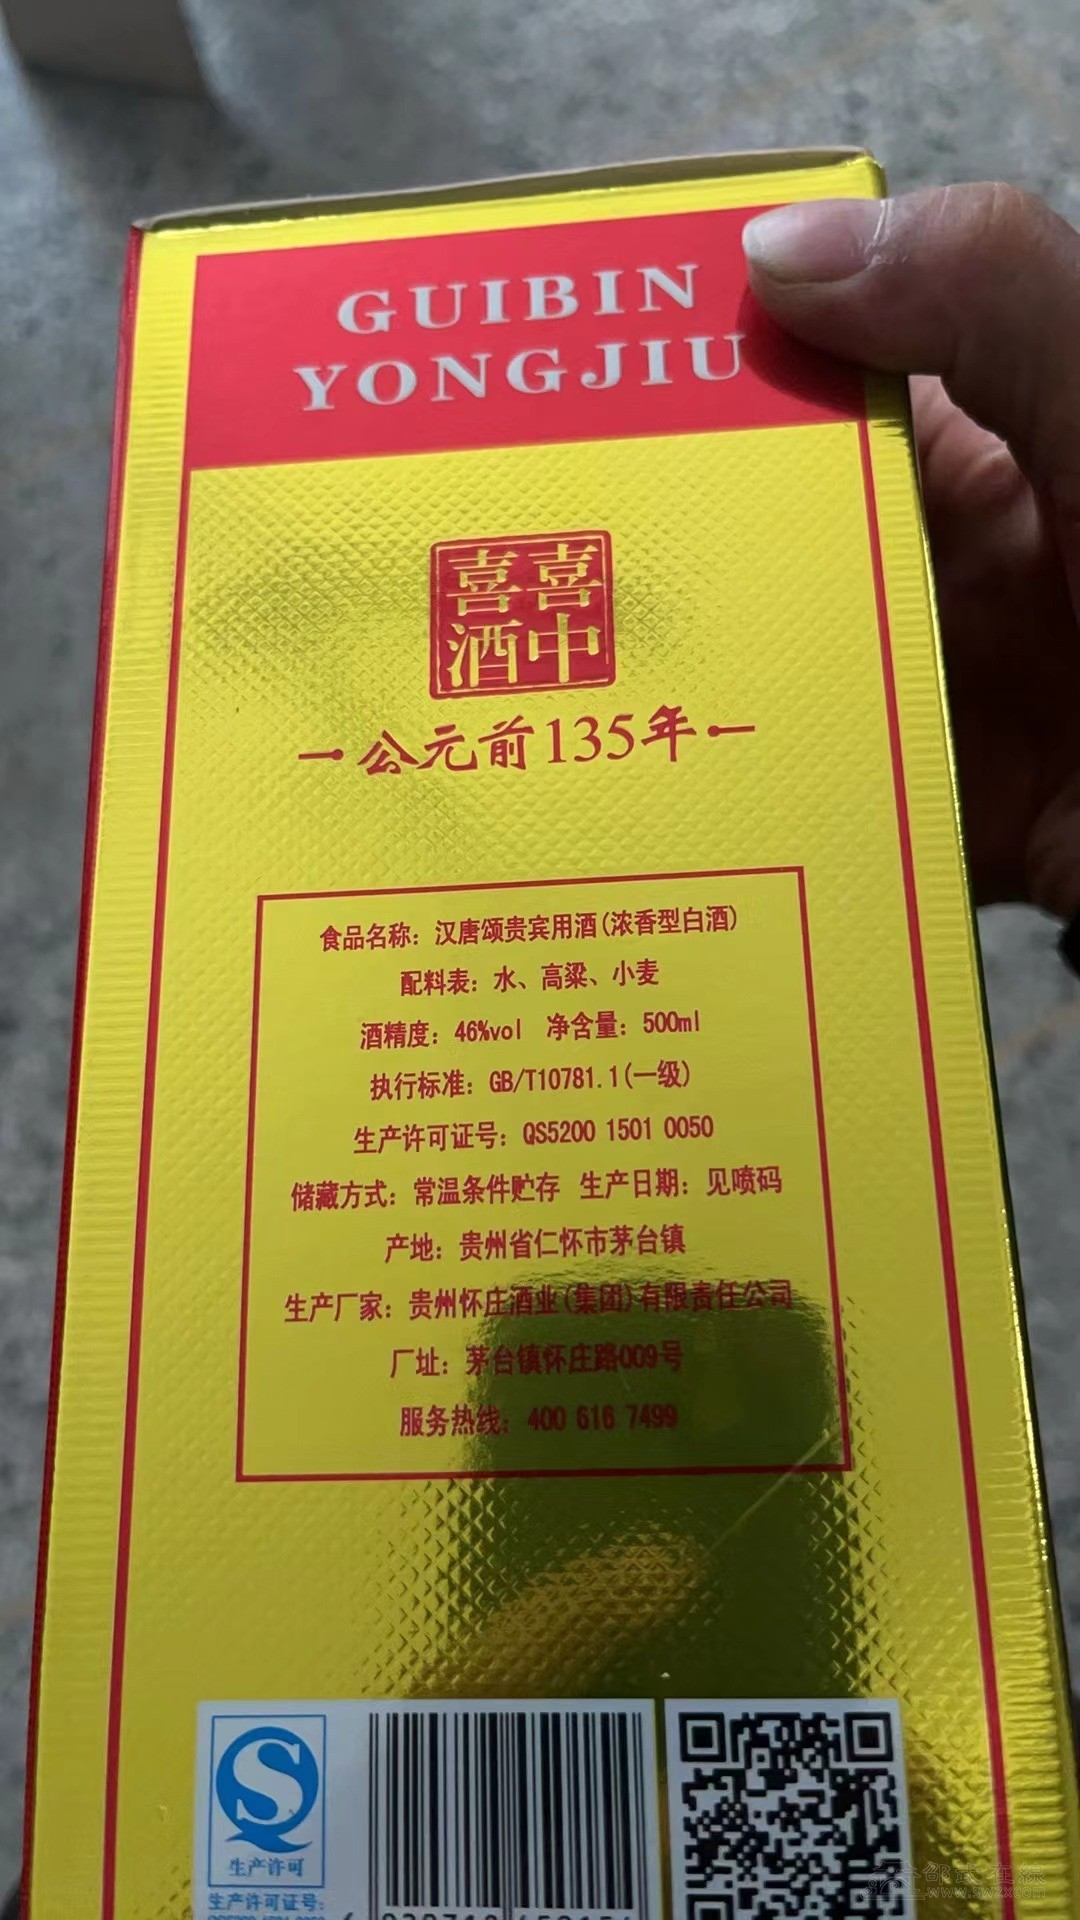 GUIBIN
YONGJIU
喜喜
酒中
公元前135年
食品名称：汉唐颂贵宾用酒(浓香型白酒)
配料表：水、高粱、小麦
酒精度：46%vol 净含量：500ml
执行标准：GB/T10781.1(一级)
生产许可证号：QS5200 1501 0050
储藏方式：常温条件贮存 生产日期：见喷码
产地：贵州省仁怀市茅台镇
生产厂家：贵州怀庄酒业(集团)有限责任公司
厂址：茅台镇怀庄路009号
服务热线：400 616 7499
生产许可
生产许可证号:
邵武在线